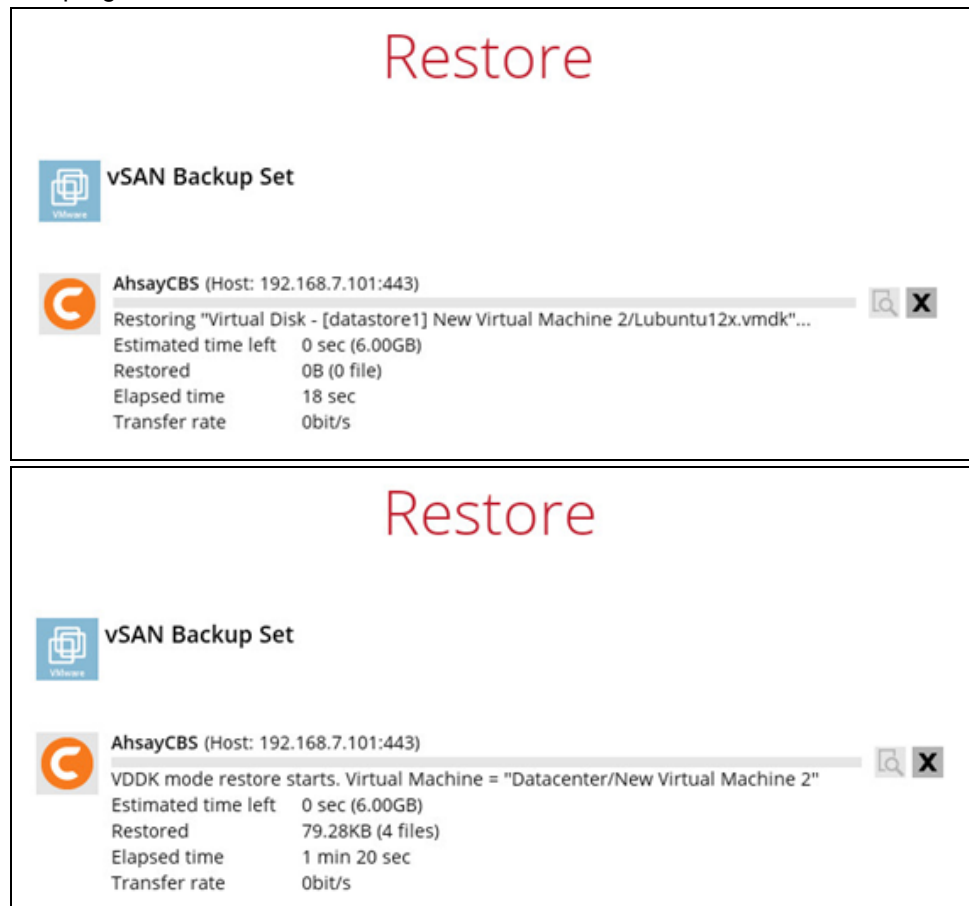 Restore
VMware
vSAN Backup Set
AhsayCBS (Host: 192.168.7.101:443)
Restoring "Virtual Disk - [datastore1] New Virtual Machine 2/Lubuntu12x.vmdk"...
Estimated time left 0 sec (6.00GB)
Restored 0B (0 file)
Elapsed time 18 sec
Transfer rate 0bit/s
Restore
VMware
vSAN Backup Set
AhsayCBS (Host: 192.168.7.101:443)
VDDK mode restore starts. Virtual Machine = "Datacenter/New Virtual Machine 2"
Estimated time left 0 sec (6.00GB)
Restored 79.28KB (4 files)
Elapsed time 1 min 20 sec
Transfer rate 0bit/s